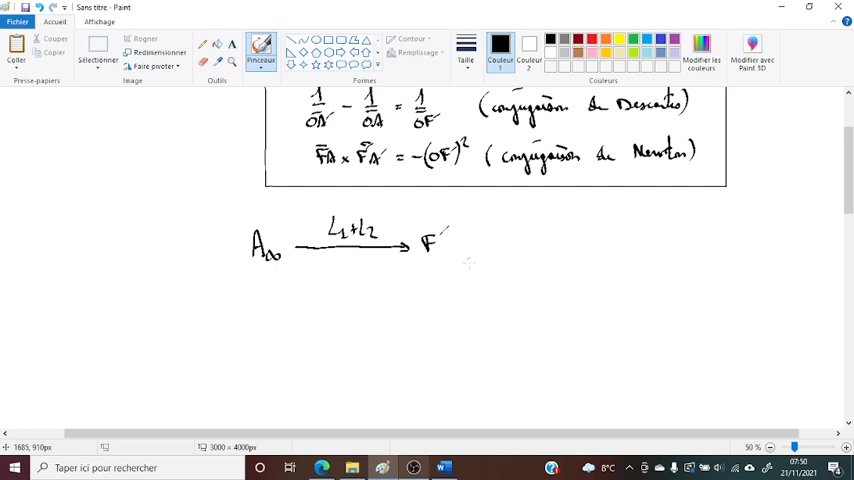 Sans titre - Paint
Fichier Accueil Affichage
Coller
Couper
Copier
Presse-papiers
Sélectionner
Rogner
Redimensionner
Faire pivoter
Image
A
Outils
Pinceaux
Contour
Remplissage
Formes
Taille
Couleur 1
Couleur 2
Couleurs
Modifier les couleurs
Modifier avec Paint 3D
1/OA' - 1/OA = 1/OF' (conjugaison de Descartes)
FA x F'A' = -(OF')² (conjugaison de Newton)
L1+L2
A∞ → F'
1685, 910px
3000 × 4000px
50 %
Taper ici pour rechercher
8°C
07:50
21/11/2021
4